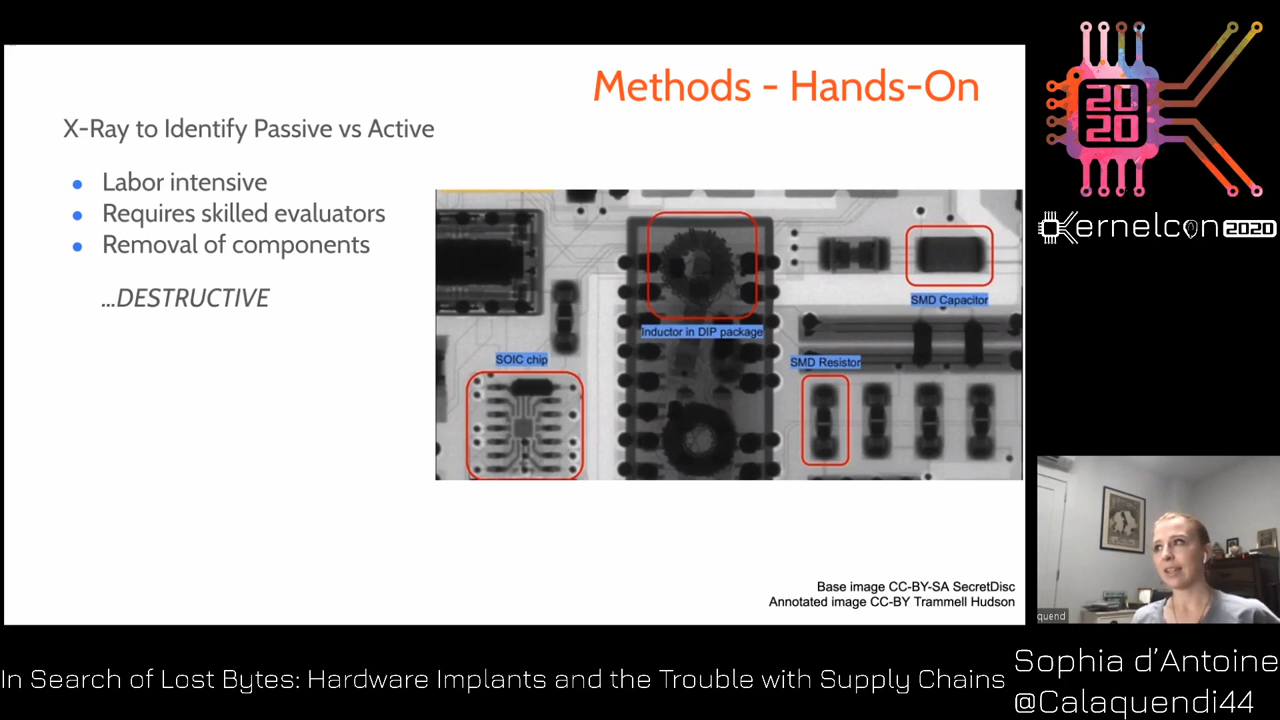 Methods - Hands-On
X-Ray to Identify Passive vs Active
Labor intensive
Requires skilled evaluators
Removal of components
...DESTRUCTIVE
SMD Capacitor
Inductor in DIP package
SOIC chip
SMD Resistor
Base image CC-BY-SA SecretDisc
Annotated image CC-BY Trammell Hudson
20
20
Kernelcon 2020
quend
In Search of Lost Bytes: Hardware Implants and the Trouble with Supply Chains
Sophia d'Antoine
@Calaquendi44